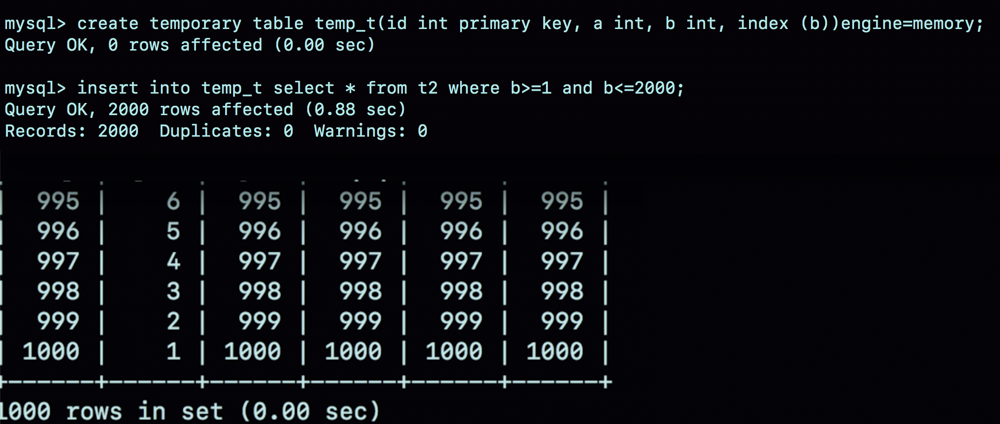 mysql> create temporary table temp_t(id int primary key, a int, b int, index (b))engine=memory;
Query OK, 0 rows affected (0.00 sec)
mysql> insert into temp_t select * from t2 where b>=1 and b<=2000;
Query OK, 2000 rows affected (0.88 sec)
Records: 2000  Duplicates: 0  Warnings: 0
|  995 |    6 |  995 |  995 |  995 |  995 |
|  996 |    5 |  996 |  996 |  996 |  996 |
|  997 |    4 |  997 |  997 |  997 |  997 |
|  998 |    3 |  998 |  998 |  998 |  998 |
|  999 |    2 |  999 |  999 |  999 |  999 |
| 1000 |    1 | 1000 | 1000 | 1000 | 1000 |
+------+------+------+------+------+------+
1000 rows in set (0.00 sec)